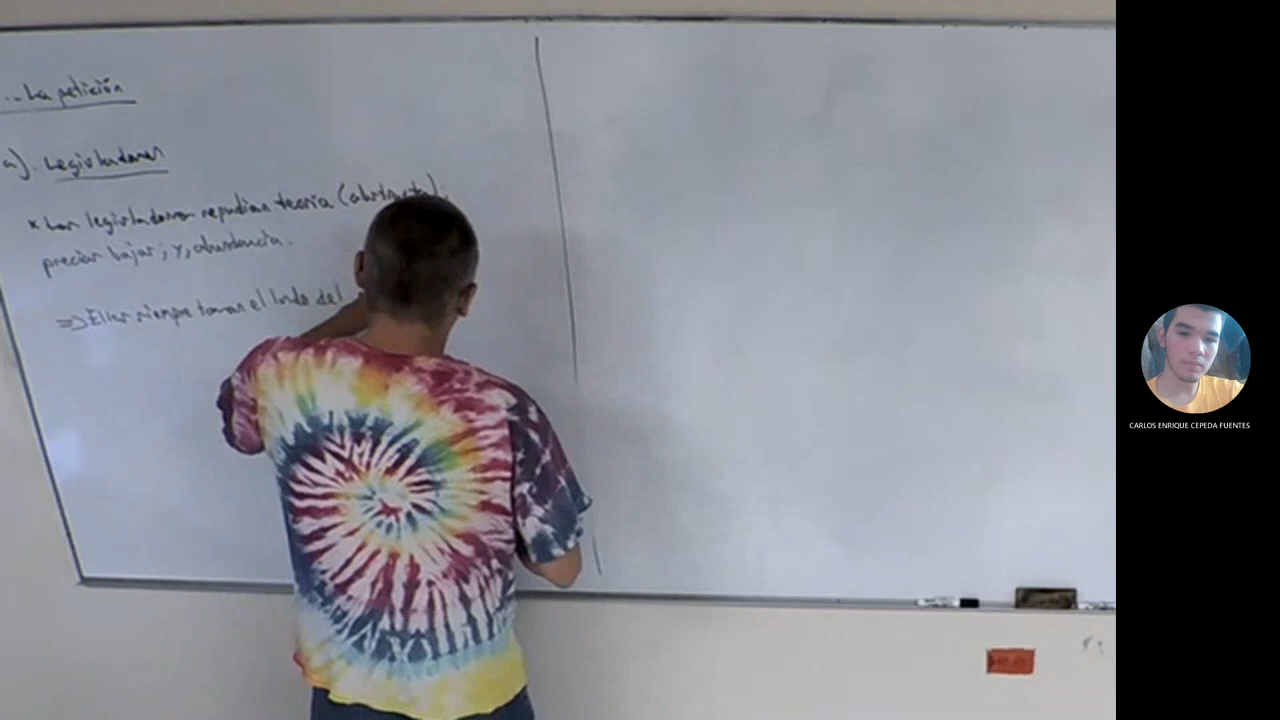 .- La petición
a). Legisladores
* Los legisladores repudian teoría (abstracta);
precios bajos; y, abundancia.
⇒ Ellos siempre toman el lado del
CARLOS ENRIQUE CEPEDA FUENTES